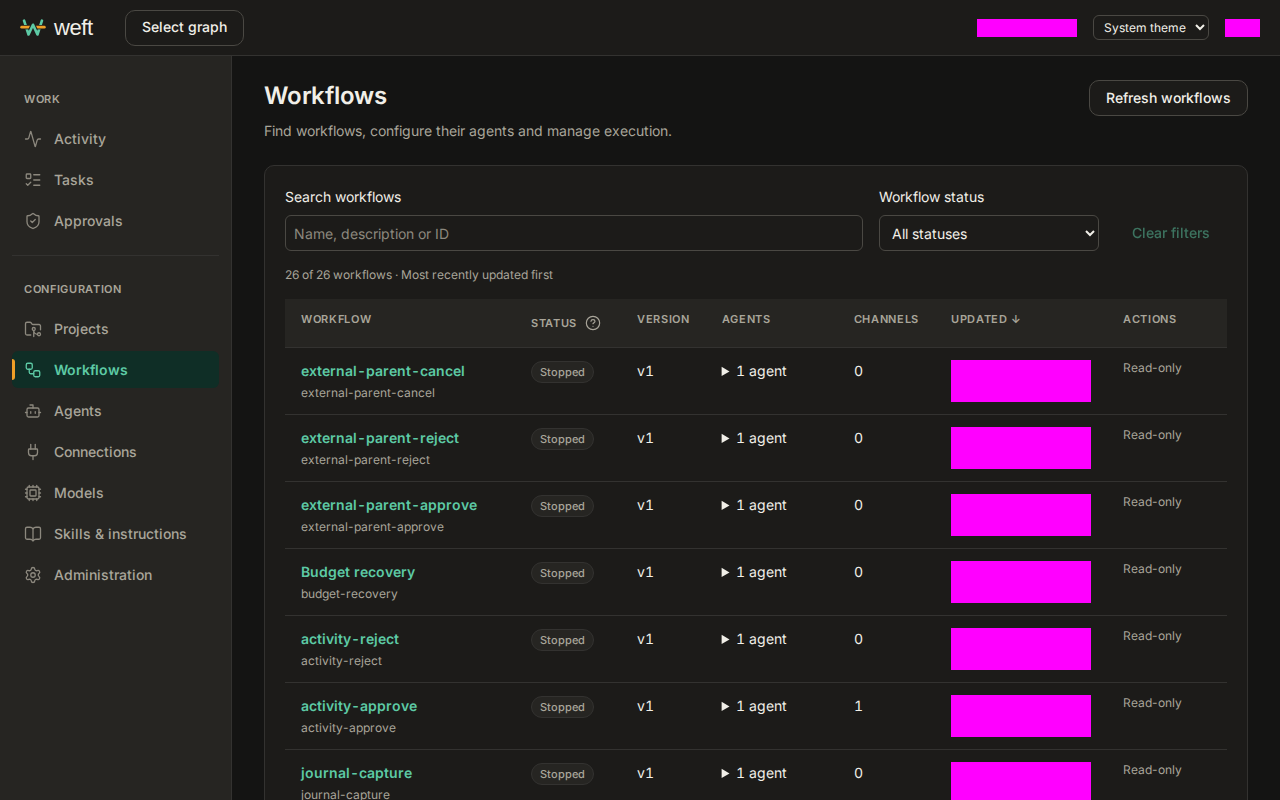 weft
Select graph
System theme
WORK
Activity
Tasks
Approvals
CONFIGURATION
Projects
Workflows
Agents
Connections
Models
Skills & instructions
Administration
Workflows
Refresh workflows
Find workflows, configure their agents and manage execution.
Search workflows
Workflow status
Name, description or ID
All statuses
Clear filters
26 of 26 workflows · Most recently updated first
WORKFLOW STATUS ? VERSION AGENTS CHANNELS UPDATED ↓ ACTIONS
external-parent-cancel Stopped v1 ▶ 1 agent 0 Read-only
external-parent-cancel
external-parent-reject Stopped v1 ▶ 1 agent 0 Read-only
external-parent-reject
external-parent-approve Stopped v1 ▶ 1 agent 0 Read-only
external-parent-approve
Budget recovery Stopped v1 ▶ 1 agent 0 Read-only
budget-recovery
activity-reject Stopped v1 ▶ 1 agent 0 Read-only
activity-reject
activity-approve Stopped v1 ▶ 1 agent 1 Read-only
activity-approve
journal-capture Stopped v1 ▶ 1 agent 0 Read-only
journal-capture